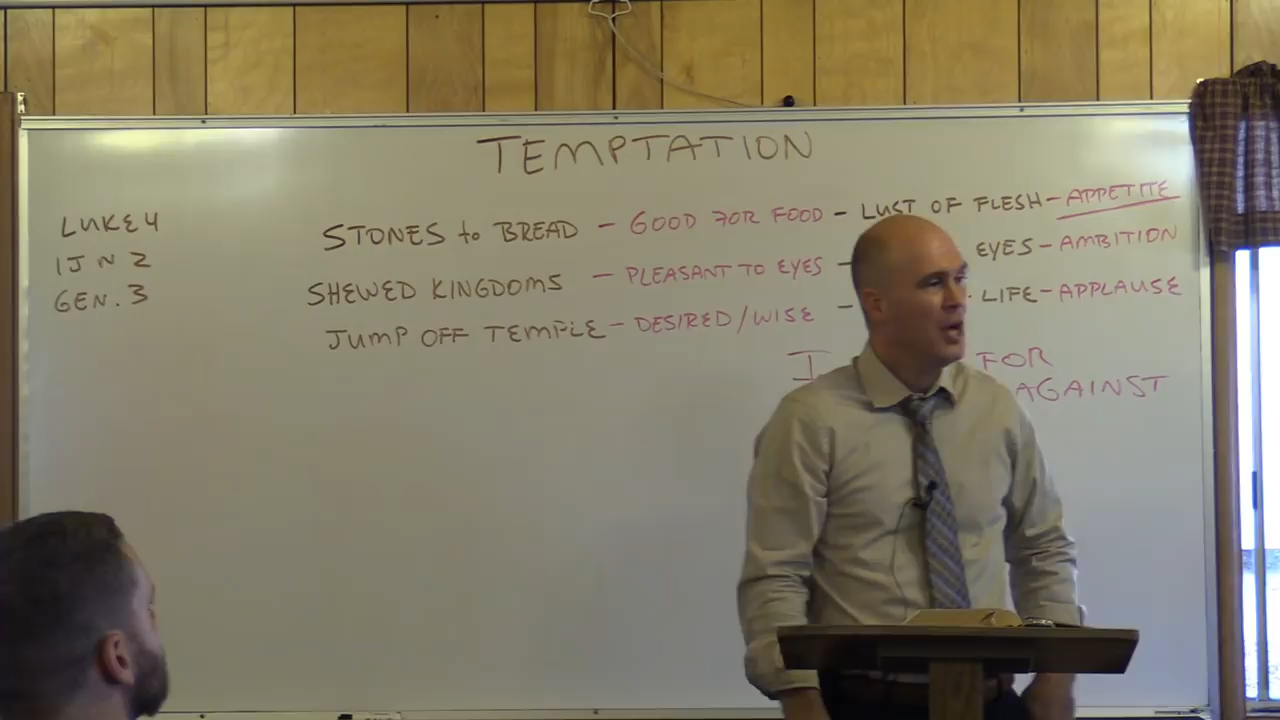 TEMPTATION
LUKE 4
1 JN 2
GEN. 3
STONES to BREAD - GOOD FOR FOOD - LUST OF FLESH - APPETITE
SHEWED KINGDOMS - PLEASANT TO EYES - EYES - AMBITION
JUMP OFF TEMPLE - DESIRED/WISE - LIFE - APPLAUSE
I FOR
AGAINST